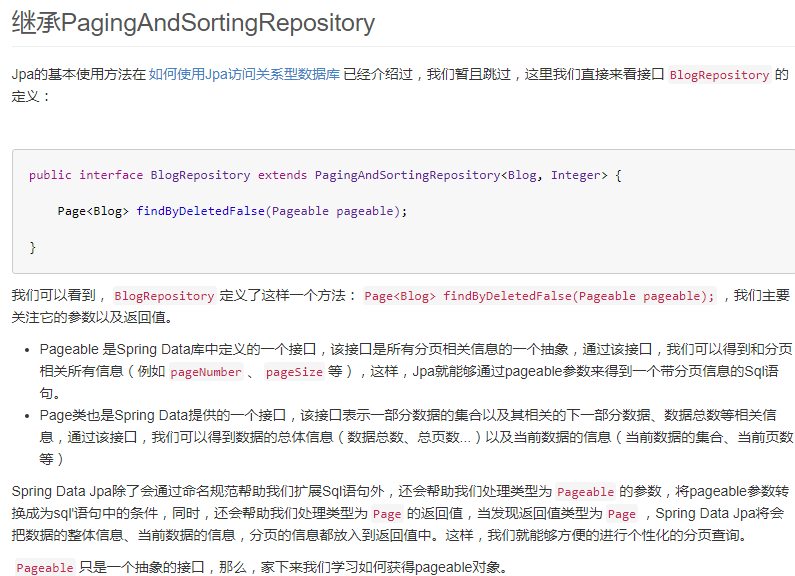 继承PagingAndSortingRepository
Jpa的基本使用方法在 如何使用Jpa访问关系型数据库 已经介绍过，我们暂且跳过，这里我们直接来看接口 BlogRepository 的
定义：
public interface BlogRepository extends PagingAndSortingRepository<Blog, Integer> {
Page<Blog> findByDeletedFalse(Pageable pageable);
}
我们可以看到， BlogRepository 定义了这样一个方法： Page<Blog> findByDeletedFalse(Pageable pageable); ，我们主要
关注它的参数以及返回值。
• Pageable 是Spring Data库中定义的一个接口，该接口是所有分页相关信息的一个抽象，通过该接口，我们可以得到和分页
相关所有信息（例如 pageNumber 、 pageSize 等），这样，Jpa就能够通过pageable参数来得到一个带分页信息的Sql语
句。
• Page类也是Spring Data提供的一个接口，该接口表示一部分数据的集合以及其相关的下一部分数据、数据总数等相关信
息，通过该接口，我们可以得到数据的总体信息（数据总数、总页数...）以及当前数据的信息（当前数据的集合、当前页数
等）
Spring Data Jpa除了会通过命名规范帮助我们扩展Sql语句外，还会帮助我们处理类型为 Pageable 的参数，将pageable参数转
换成为sql'语句中的条件，同时，还会帮助我们处理类型为 Page 的返回值，当发现返回值类型为 Page ，Spring Data Jpa将会
把数据的整体信息、当前数据的信息，分页的信息都放入到返回值中。这样，我们就能够方便的进行个性化的分页查询。
Pageable 只是一个抽象的接口，那么，家下来我们学习如何获得pageable对象。